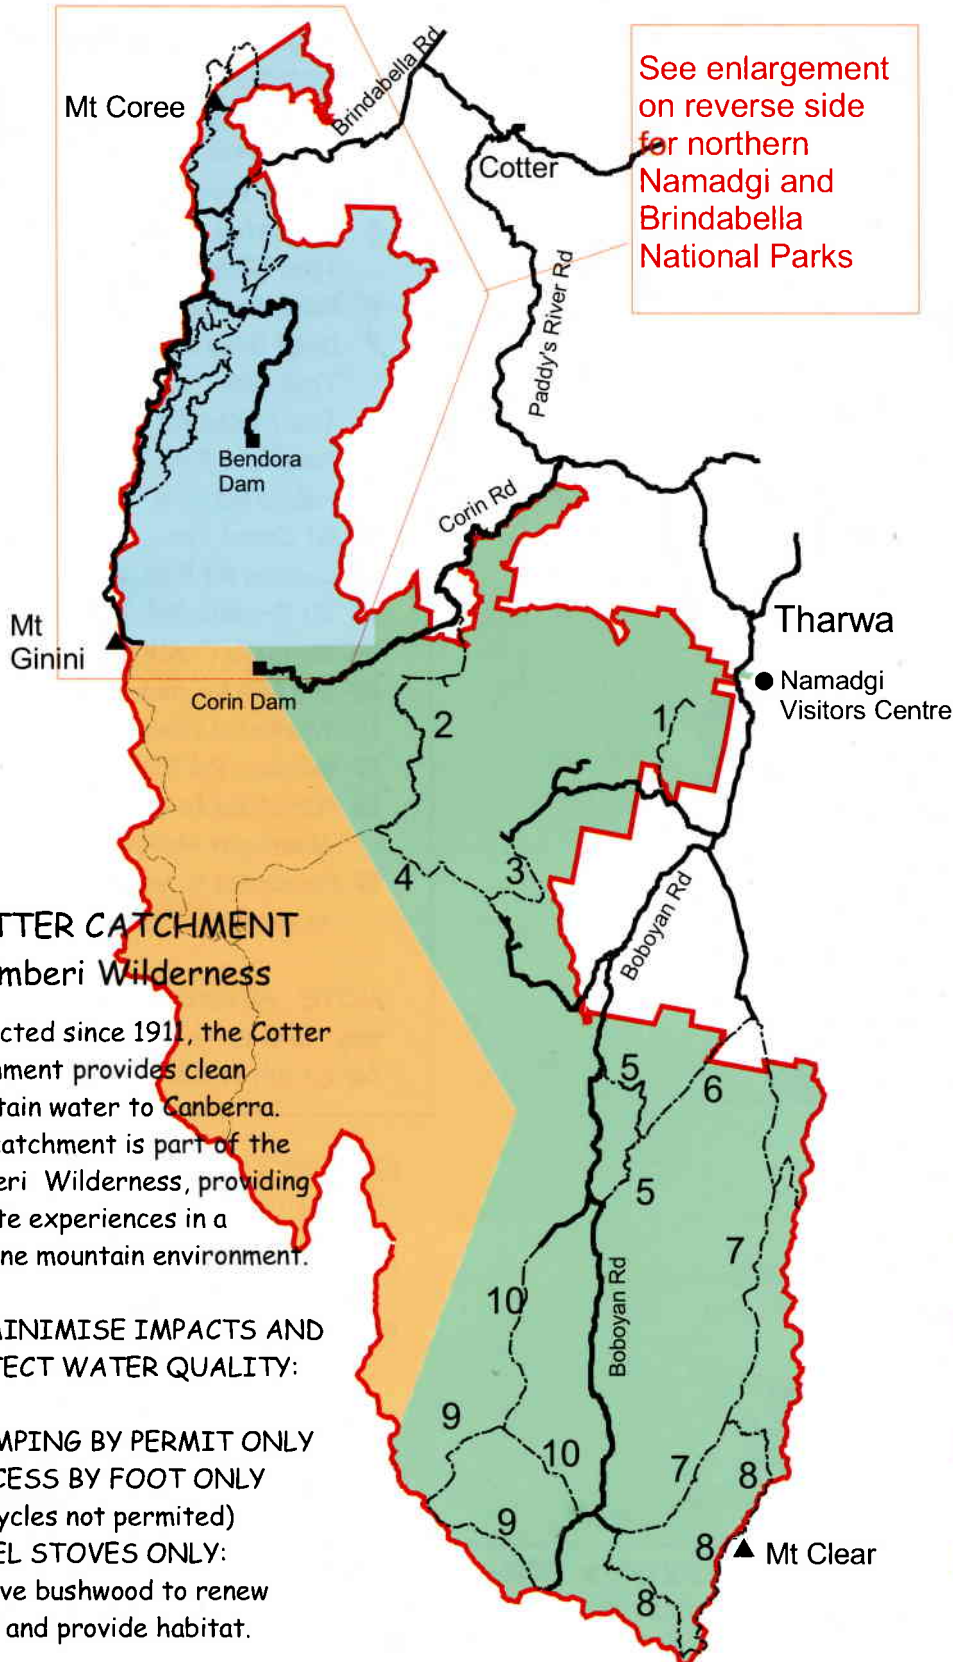 See enlargement
on reverse side
for northern
Namadgi and
Brindabella
National Parks
Mt Coree
Brindabella Rd
Cotter
Paddy's River Rd
Bendora
Dam
Corin Rd
Mt
Ginini
Tharwa
Namadgi
Visitors Centre
Corin Dam
2
1
4
3
Boboyan Rd
TTER CATCHMENT
mberi Wilderness
cted since 1911, the Cotter
ment provides clean
tain water to Canberra.
catchment is part of the
eri Wilderness, providing
te experiences in a
ne mountain environment.
MINIMISE IMPACTS AND
TECT WATER QUALITY:
MPING BY PERMIT ONLY
CESS BY FOOT ONLY
ycles not permitted)
EL STOVES ONLY:
ve bushwood to renew
and provide habitat.
5
6
5
7
10
Boboyan Rd
9
10
7
8
9
8
Mt Clear
8